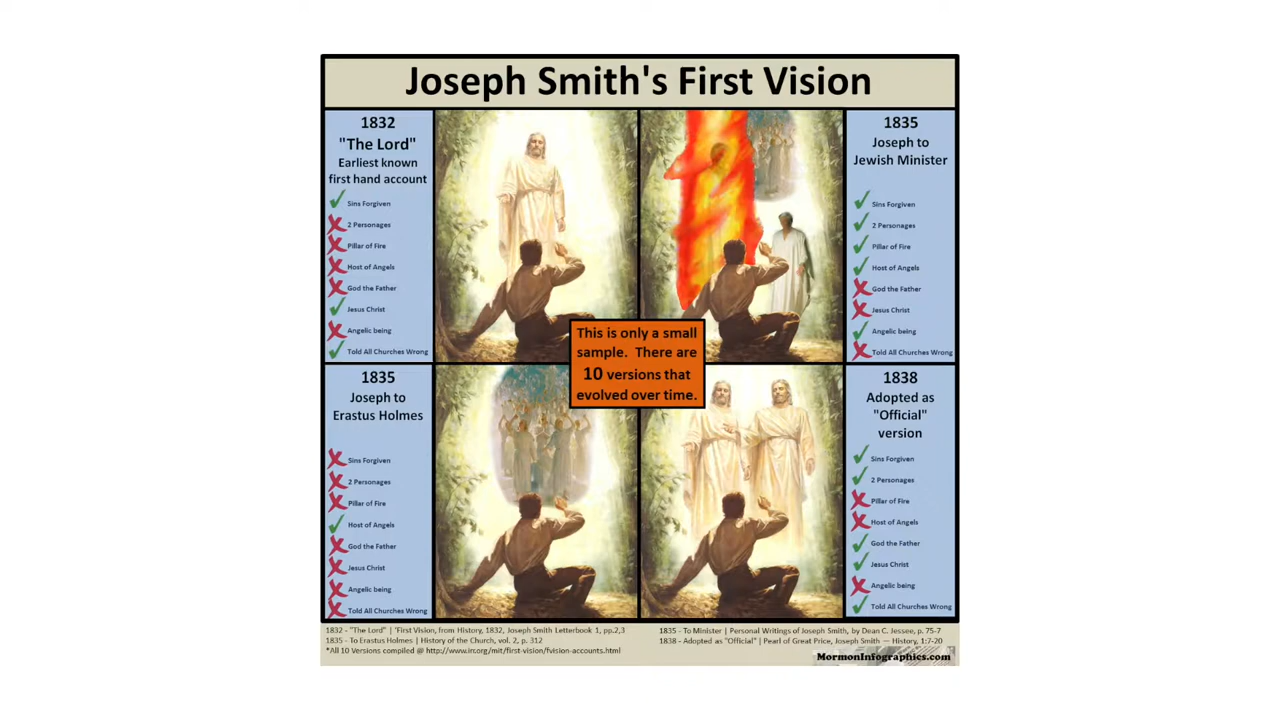 Joseph Smith's First Vision
1832
"The Lord"
Earliest known
first hand account
Sins Forgiven
2 Personages
Pillar of Fire
Host of Angels
God the Father
Jesus Christ
Angelic being
Told All Churches Wrong
1835
Joseph to
Jewish Minister
Sins Forgiven
2 Personages
Pillar of Fire
Host of Angels
God the Father
Jesus Christ
Angelic being
Told All Churches Wrong
This is only a small
sample. There are
10 versions that
evolved over time.
1835
Joseph to
Erastus Holmes
Sins Forgiven
2 Personages
Pillar of Fire
Host of Angels
God the Father
Jesus Christ
Angelic being
Told All Churches Wrong
1838
Adopted as
"Official"
version
Sins Forgiven
2 Personages
Pillar of Fire
Host of Angels
God the Father
Jesus Christ
Angelic being
Told All Churches Wrong
1832 - "The Lord" | 'First Vision, from History, 1832, Joseph Smith Letterbook 1, pp.2,3
1835 - To Erastus Holmes | History of the Church, vol. 2, p. 312
*All 10 Versions compiled @ http://www.irr.org/mit/first-vision/fvision-accounts.html
1835 - To Minister | Personal Writings of Joseph Smith, by Dean C. Jessee, p. 75-7
1838 - Adopted as "Official" | Pearl of Great Price, Joseph Smith — History, 1:7-20
MormonInfographics.com